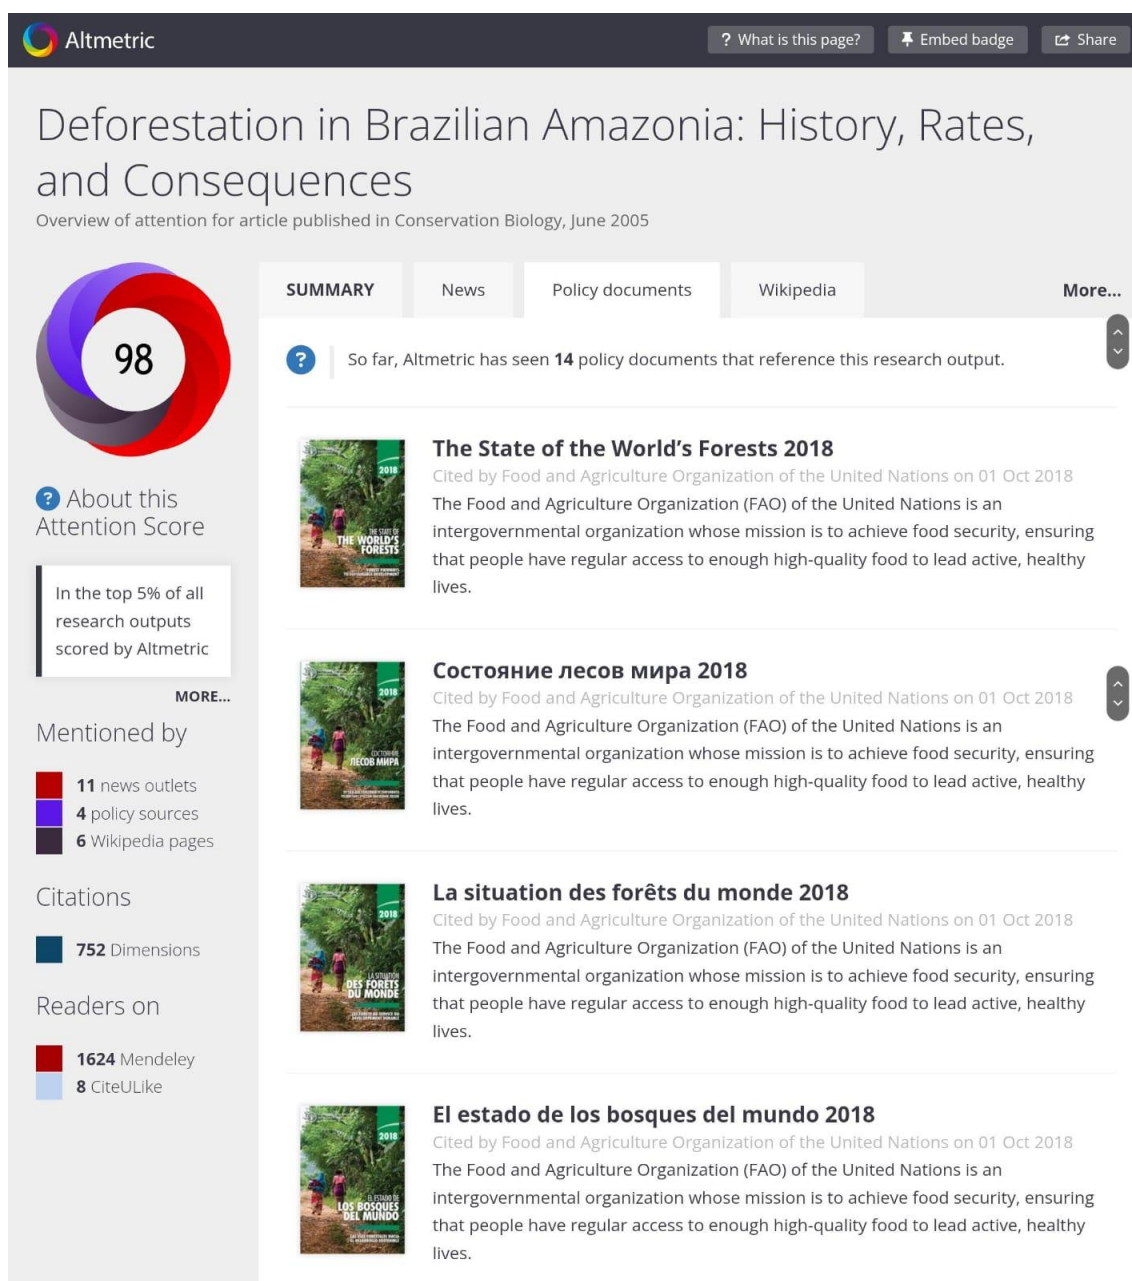 Altmetric
? What is this page?
Embed badge
Share
Deforestation in Brazilian Amazonia: History, Rates,
and Consequences
Overview of attention for article published in Conservation Biology, June 2005
98
? About this
Attention Score
In the top 5% of all
research outputs
scored by Altmetric
MORE...
Mentioned by
11 news outlets
4 policy sources
6 Wikipedia pages
Citations
752 Dimensions
Readers on
1624 Mendeley
8 CiteULike
SUMMARY
News
Policy documents
Wikipedia
More...
? So far, Altmetric has seen 14 policy documents that reference this research output.
2018
THE STATE OF
THE WORLD'S
FORESTS
The State of the World’s Forests 2018
Cited by Food and Agriculture Organization of the United Nations on 01 Oct 2018
The Food and Agriculture Organization (FAO) of the United Nations is an
intergovernmental organization whose mission is to achieve food security, ensuring
that people have regular access to enough high-quality food to lead active, healthy
lives.
2018
СОСТОЯНИЕ
ЛЕСОВ МИРА
Состояние лесов мира 2018
Cited by Food and Agriculture Organization of the United Nations on 01 Oct 2018
The Food and Agriculture Organization (FAO) of the United Nations is an
intergovernmental organization whose mission is to achieve food security, ensuring
that people have regular access to enough high-quality food to lead active, healthy
lives.
2018
LA SITUATION
DES FORÊTS
DU MONDE
La situation des forêts du monde 2018
Cited by Food and Agriculture Organization of the United Nations on 01 Oct 2018
The Food and Agriculture Organization (FAO) of the United Nations is an
intergovernmental organization whose mission is to achieve food security, ensuring
that people have regular access to enough high-quality food to lead active, healthy
lives.
2018
EL ESTADO DE
LOS BOSQUES
DEL MUNDO
El estado de los bosques del mundo 2018
Cited by Food and Agriculture Organization of the United Nations on 01 Oct 2018
The Food and Agriculture Organization (FAO) of the United Nations is an
intergovernmental organization whose mission is to achieve food security, ensuring
that people have regular access to enough high-quality food to lead active, healthy
lives.